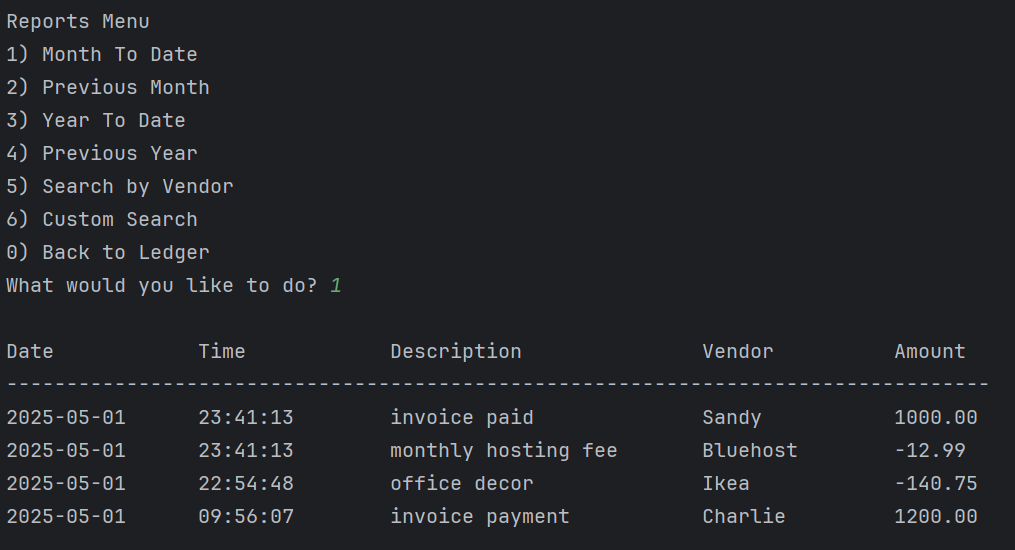 Reports Menu
1) Month To Date
2) Previous Month
3) Year To Date
4) Previous Year
5) Search by Vendor
6) Custom Search
0) Back to Ledger
What would you like to do? 1
Date Time Description Vendor Amount
----------------------------------------------------------------------------------
2025-05-01 23:41:13 invoice paid Sandy 1000.00
2025-05-01 23:41:13 monthly hosting fee Bluehost -12.99
2025-05-01 22:54:48 office decor Ikea -140.75
2025-05-01 09:56:07 invoice payment Charlie 1200.00